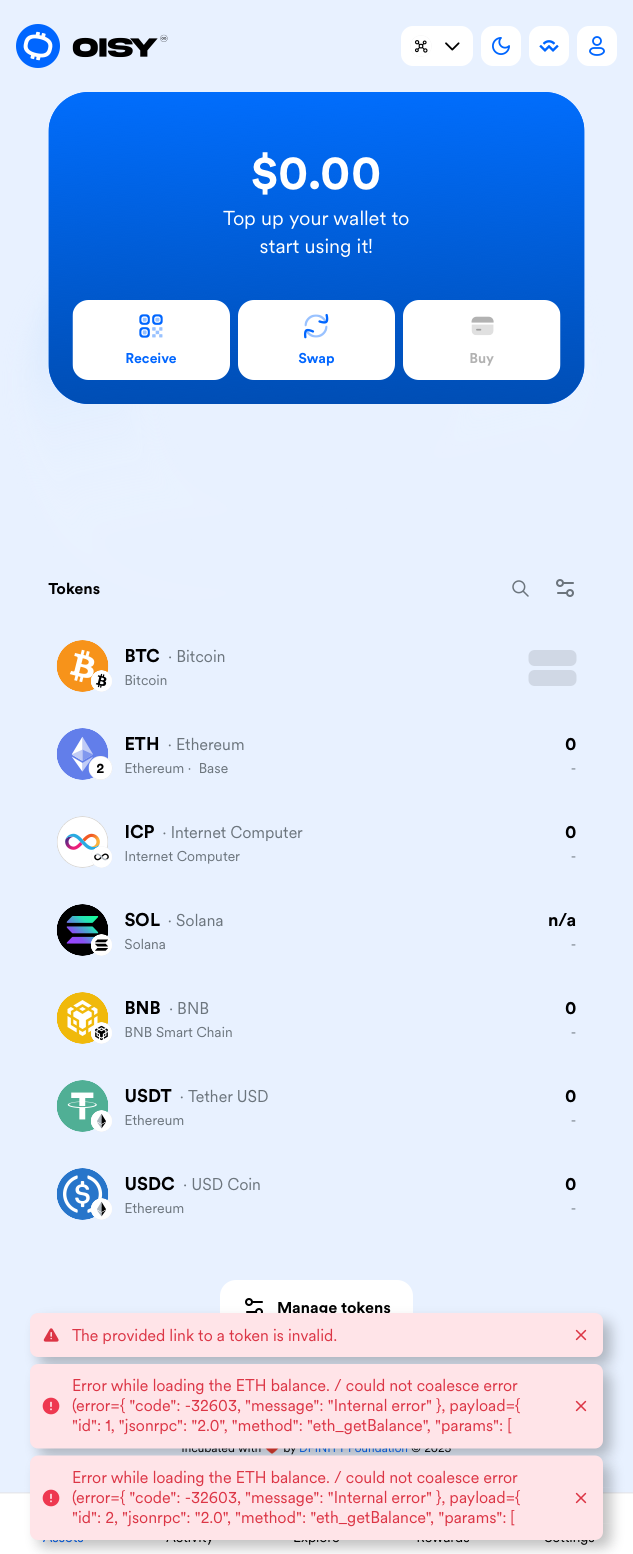 OISY
$0.00
Top up your wallet to
start using it!
Receive
Swap
Buy
Tokens
BTC · Bitcoin
Bitcoin
ETH · Ethereum
0
2
Ethereum · Base
-
ICP · Internet Computer
0
Internet Computer
-
SOL · Solana
n/a
Solana
-
BNB · BNB
0
BNB Smart Chain
-
USDT · Tether USD
0
Ethereum
-
USDC · USD Coin
0
Ethereum
-
Manage tokens
The provided link to a token is invalid.
Error while loading the ETH balance. / could not coalesce error
(error={ "code": -32603, "message": "Internal error" }, payload={
"id": 1, "jsonrpc": "2.0", "method": "eth_getBalance", "params": [
Incubated with ❤️ by DFINITY Foundation © 2025
Error while loading the ETH balance. / could not coalesce error
(error={ "code": -32603, "message": "Internal error" }, payload={
"id": 2, "jsonrpc": "2.0", "method": "eth_getBalance", "params": [
Assets
Activity
Explore
Rewards
Settings